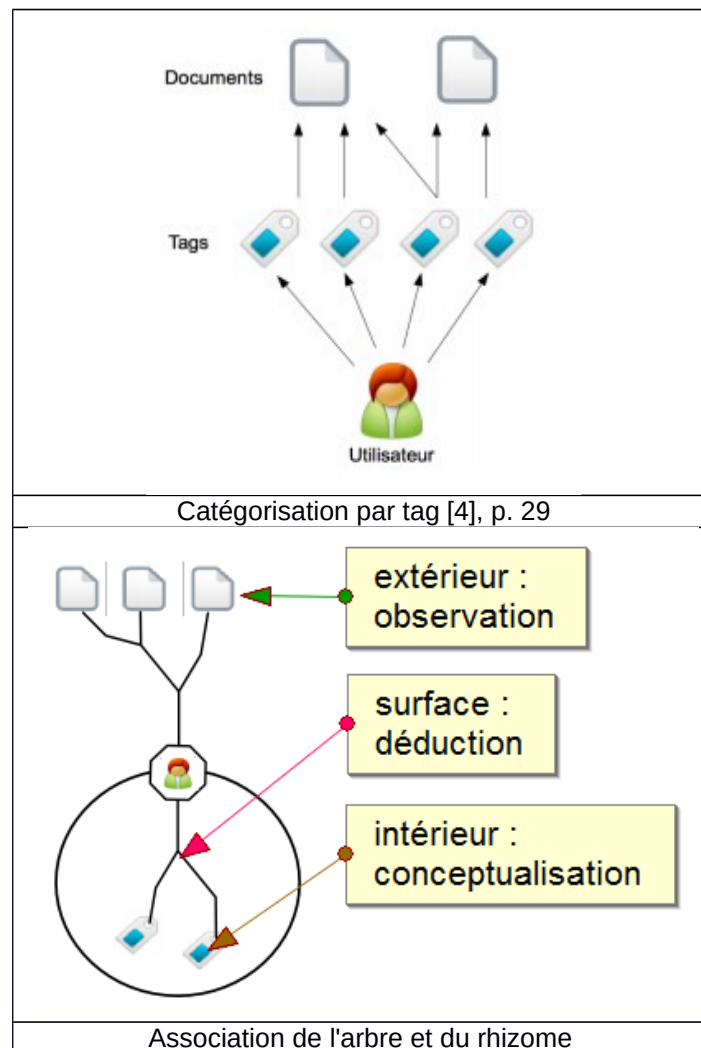 Documents
Tags
Utilisateur
Catégorisation par tag [4], p. 29
extérieur :
observation
surface :
déduction
intérieur :
conceptualisation
Association de l'arbre et du rhizome